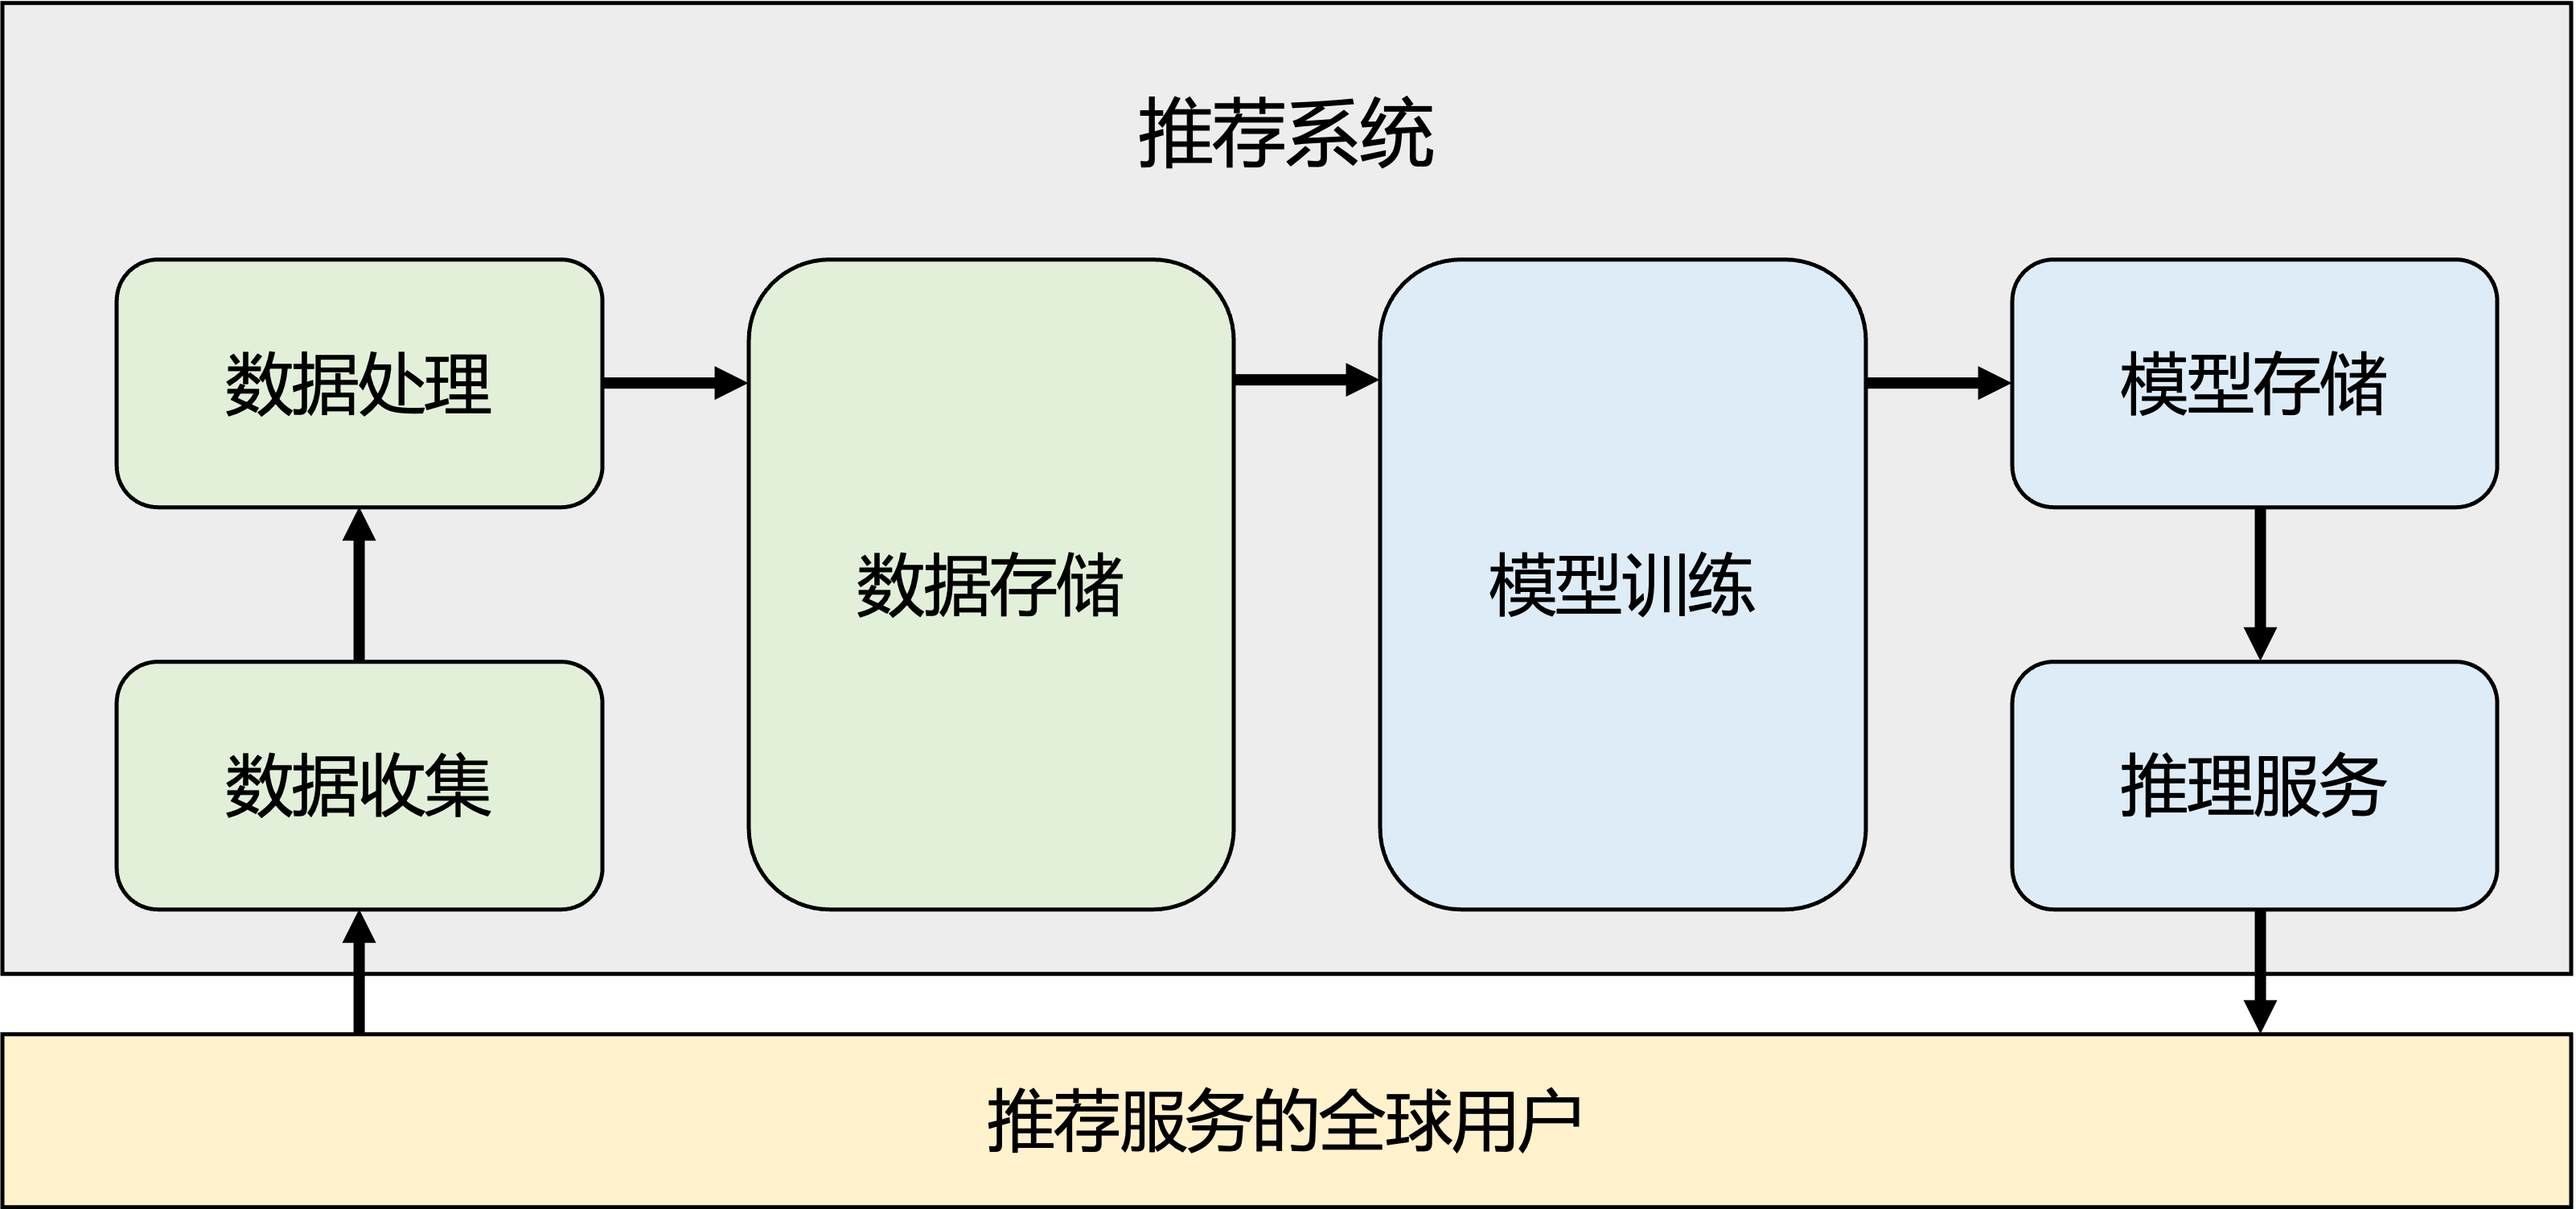 推荐系统
数据处理
数据存储
模型训练
模型存储
数据收集
推理服务
推荐服务的全球用户